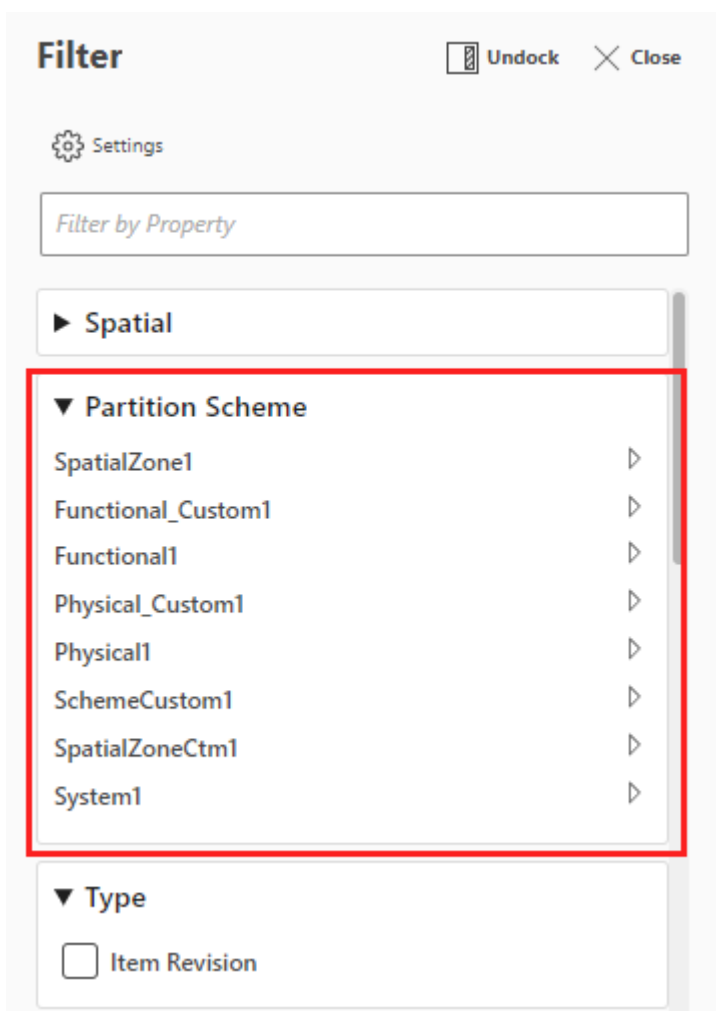 Filter Undock Close
Settings
Filter by Property
Spatial
Partition Scheme
SpatialZone1
Functional_Custom1
Functional1
Physical_Custom1
Physical1
SchemeCustom1
SpatialZoneCtm1
System1
Type
Item Revision